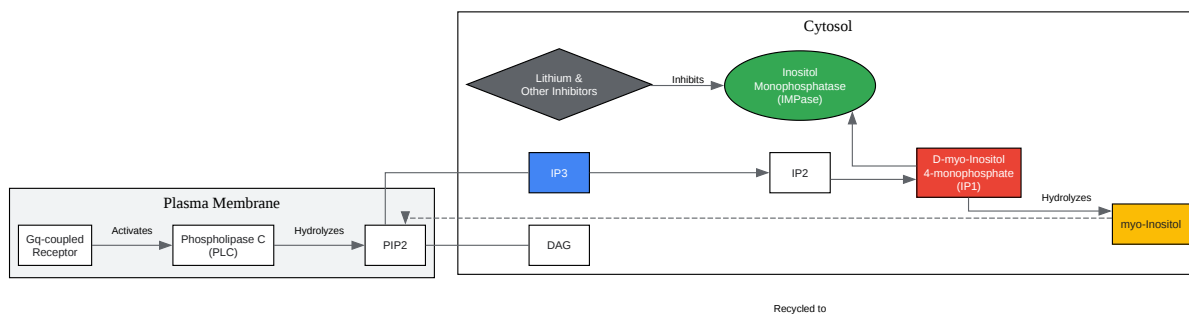 Cytosol
Lithium &
Other Inhibitors
Inhibits
Inositol
Monophosphatase
(IMPase)
IP3
IP2
D-myo-Inositol
4-monophosphate
(IP1)
Hydrolyzes
myo-Inositol
Plasma Membrane
Gq-coupled
Receptor
Activates
Phospholipase C
(PLC)
Hydrolyzes
PIP2
DAG
Recycled to